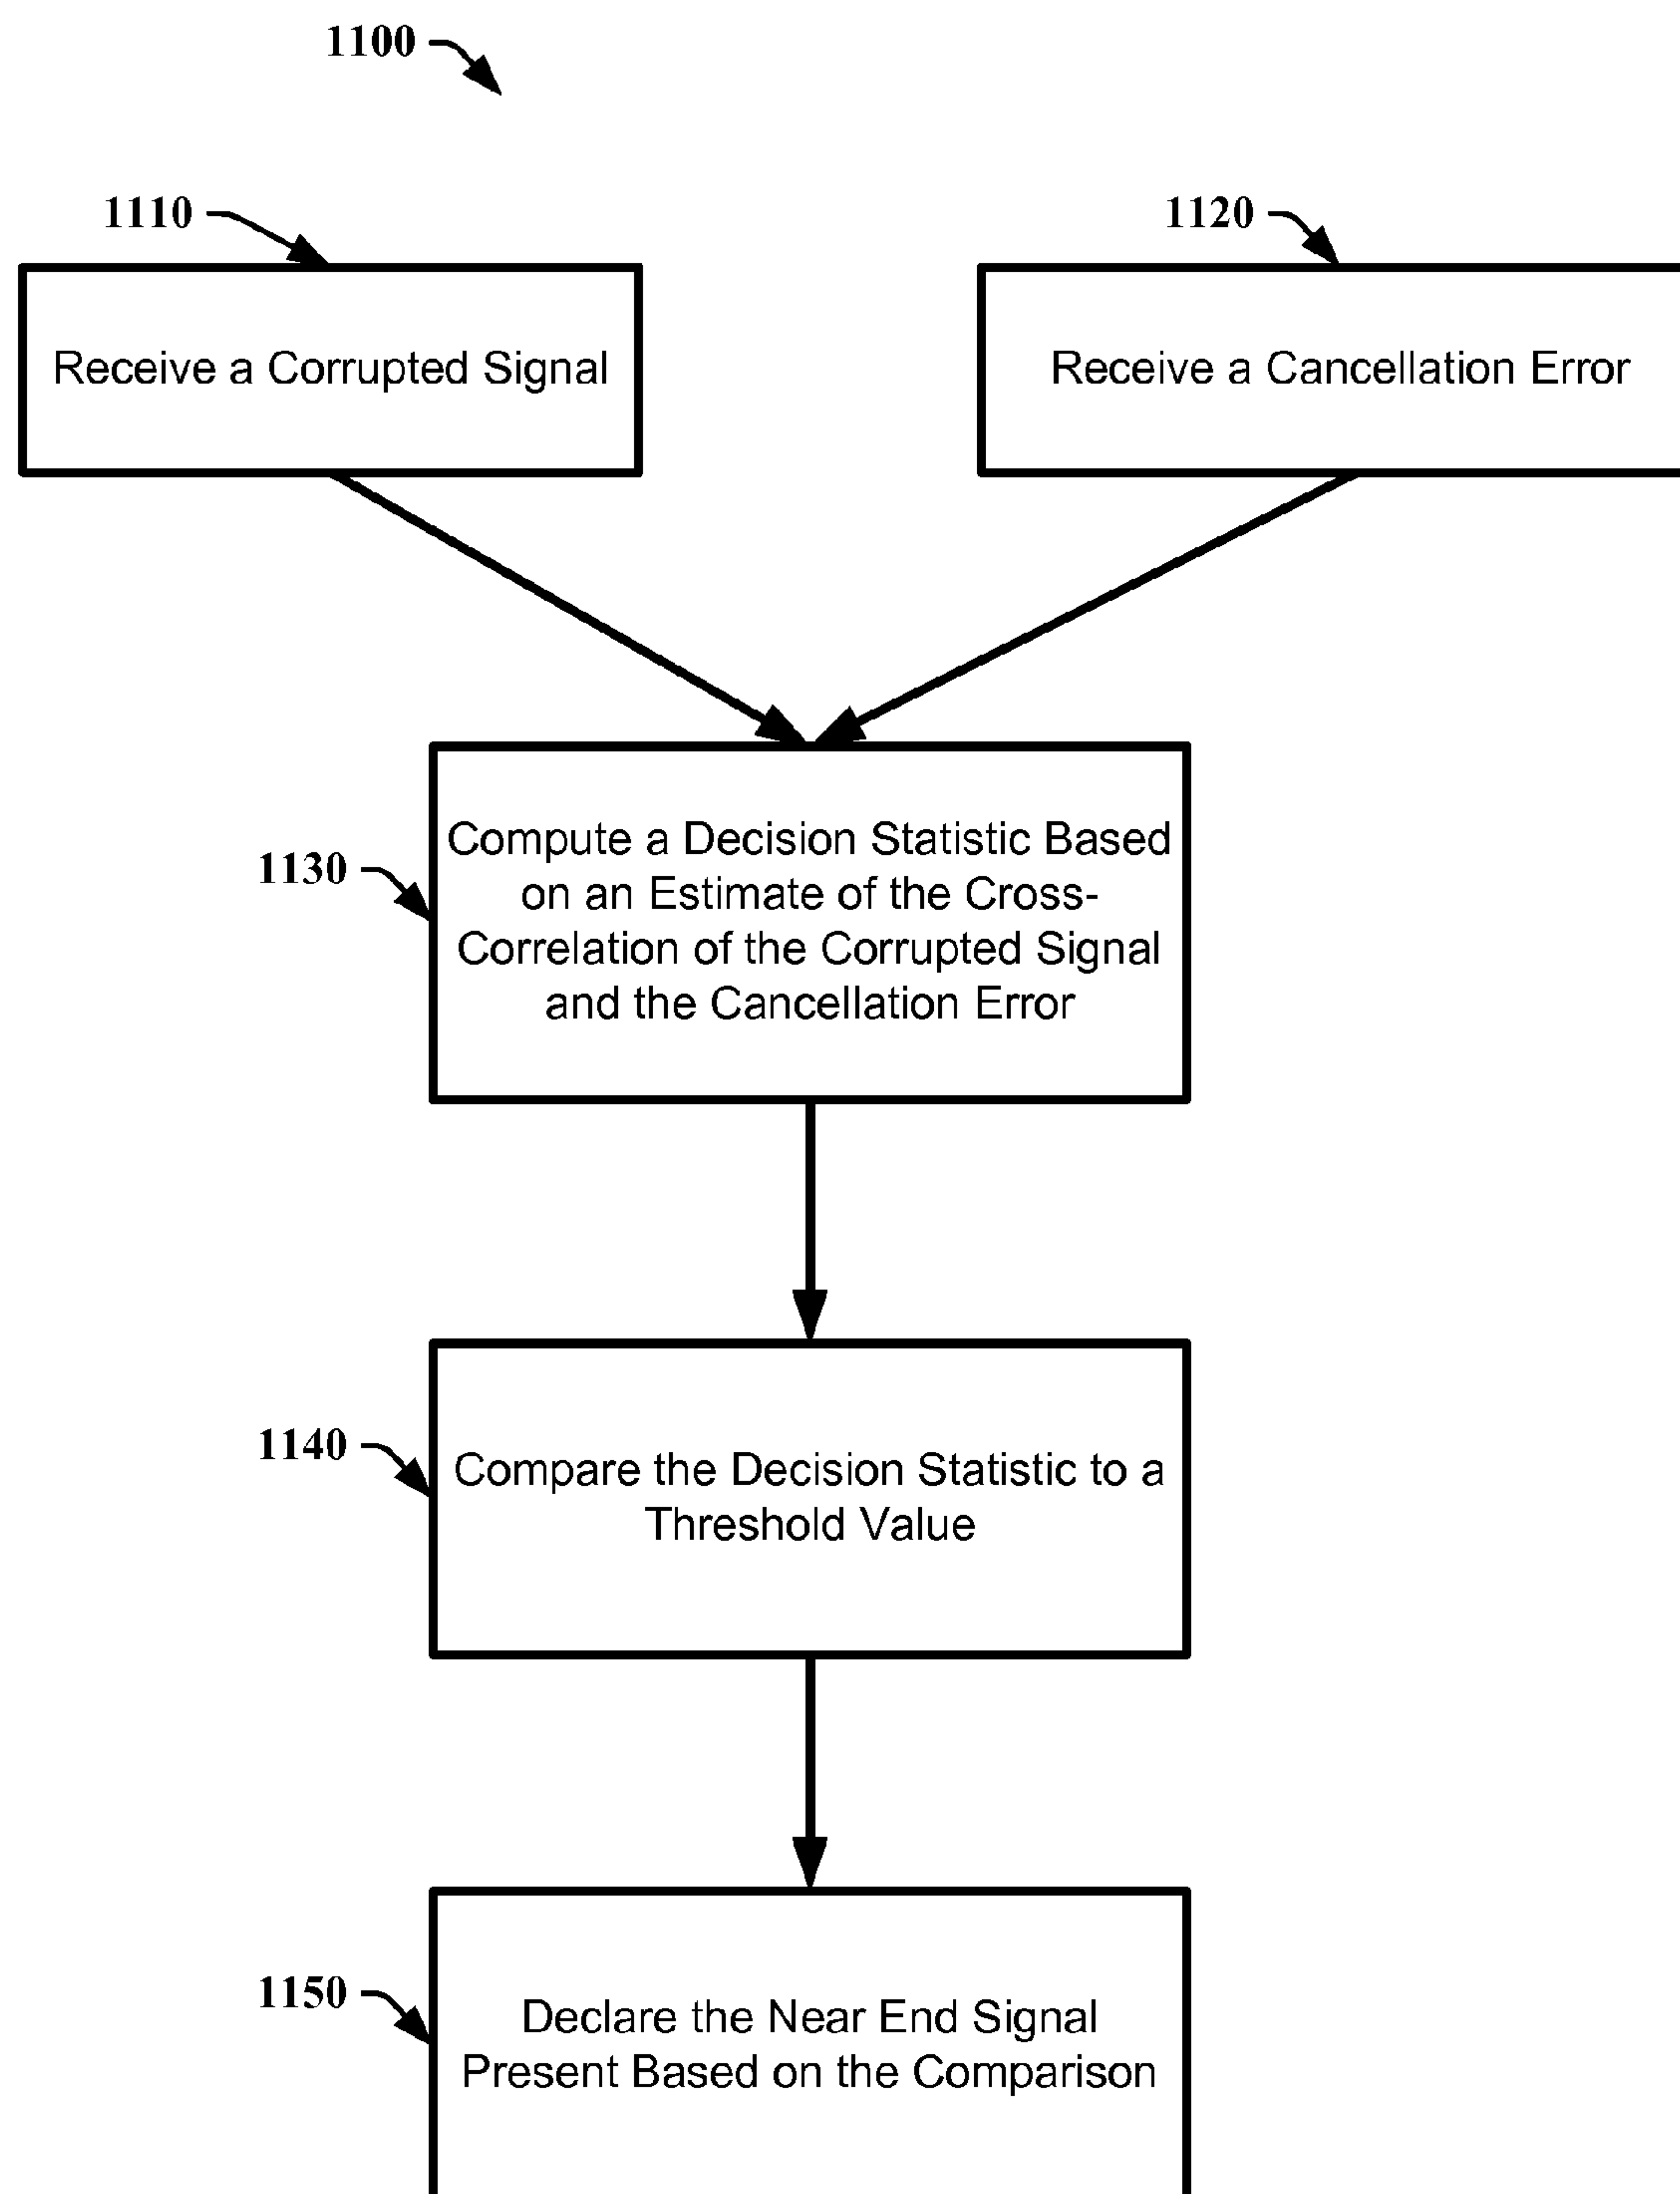 1100
1110
1120
Receive a Corrupted Signal
Receive a Cancellation Error
1130
Compute a Decision Statistic Based
on an Estimate of the Cross-
Correlation of the Corrupted Signal
and the Cancellation Error
1140
Compare the Decision Statistic to a
Threshold Value
1150
Declare the Near End Signal
Present Based on the Comparison